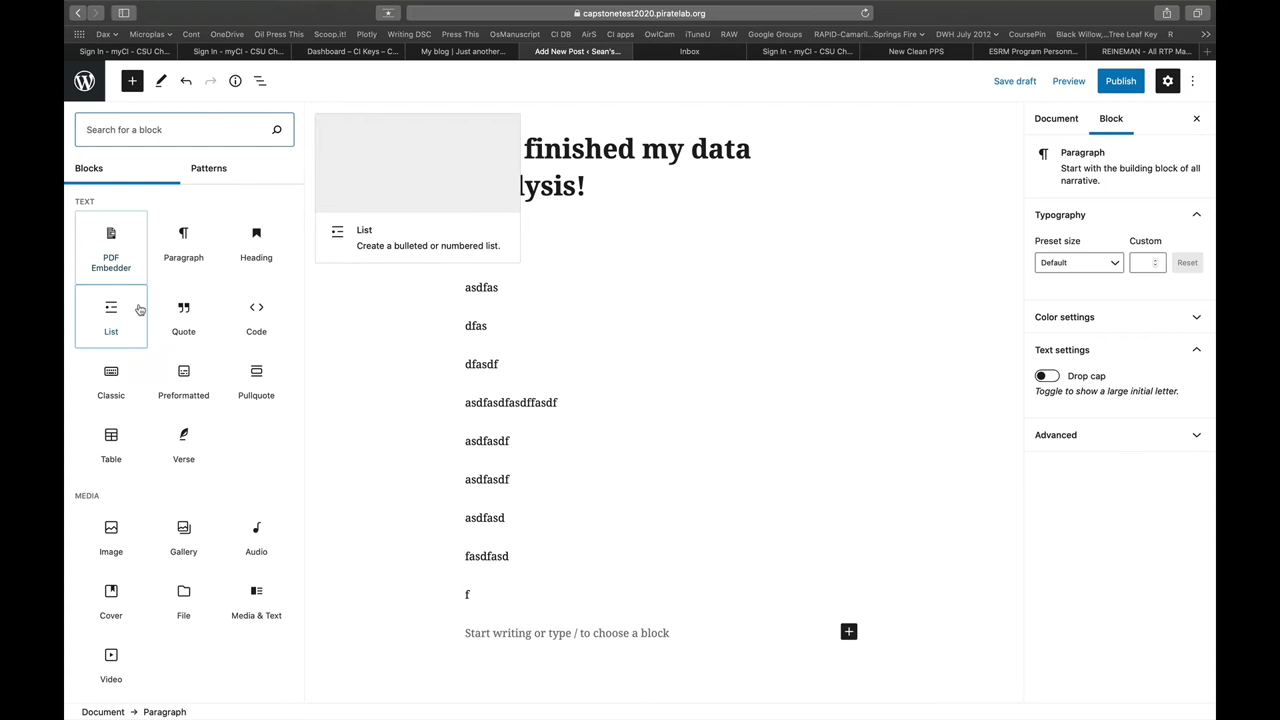 capstonetest2020.piratelab.org
Dax Microplas Cont OneDrive Oil Press This Scoop.it! Plotly Writing DSC Press This OsManuscript CI DB AirS CI apps OwlCam iTuneU RAW Google Groups RAPID-Camaril...Springs Fire DWH July 2012 CoursePin Black Willow,...Tree Leaf Key R
Sign In – myCI – CSU Ch... Sign In – myCI – CSU Ch... Dashboard – CI Keys – C... My blog | Just another... Add New Post ‹ Sean's... Inbox Sign In – myCI – CSU Ch... New Clean PPS ESRM Program Personn... REINEMAN - All RTP Ma...
Save draft Preview Publish
Search for a block
Blocks Patterns
TEXT
PDF Embedder
Paragraph
Heading
List
Quote
Code
Classic
Preformatted
Pullquote
Table
Verse
MEDIA
Image
Gallery
Audio
Cover
File
Media & Text
Video
List
Create a bulleted or numbered list.
finished my data
lysis!
asdfas
dfas
dfasdf
asdfasdfasdffasdf
asdfasdf
asdfasdf
asdfasd
fasdfasd
f
Start writing or type / to choose a block
Document Block
Paragraph
Start with the building block of all
narrative.
Typography
Preset size Custom
Default Reset
Color settings
Text settings
Drop cap
Toggle to show a large initial letter.
Advanced
Document → Paragraph